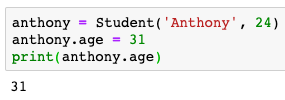 anthony = Student('Anthony', 24)
anthony.age = 31
print(anthony.age)
31